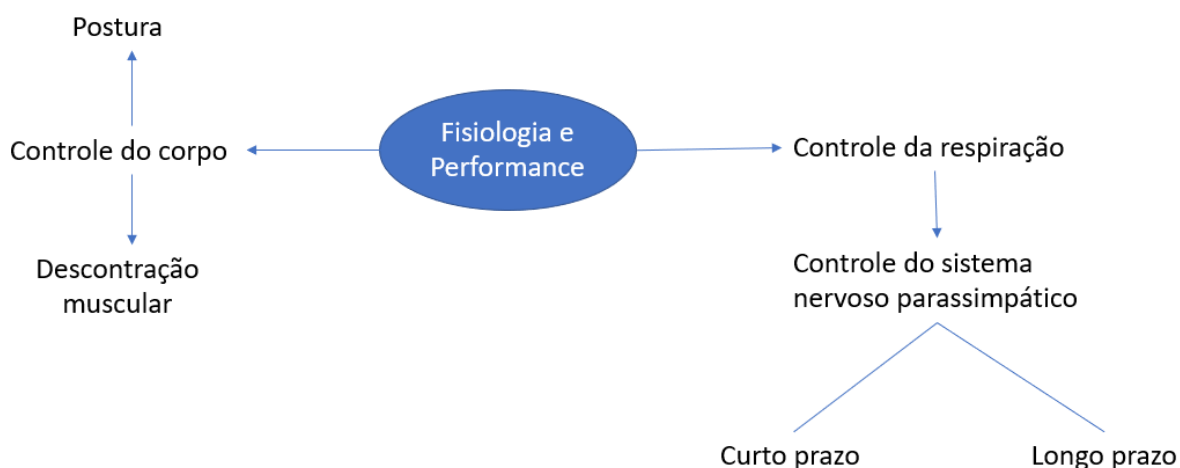 Postura
Controle do corpo
Descontração
muscular
Fisiologia e
Performance
Controle da respiração
Controle do sistema
nervoso parassimpático
Curto prazo
Longo prazo